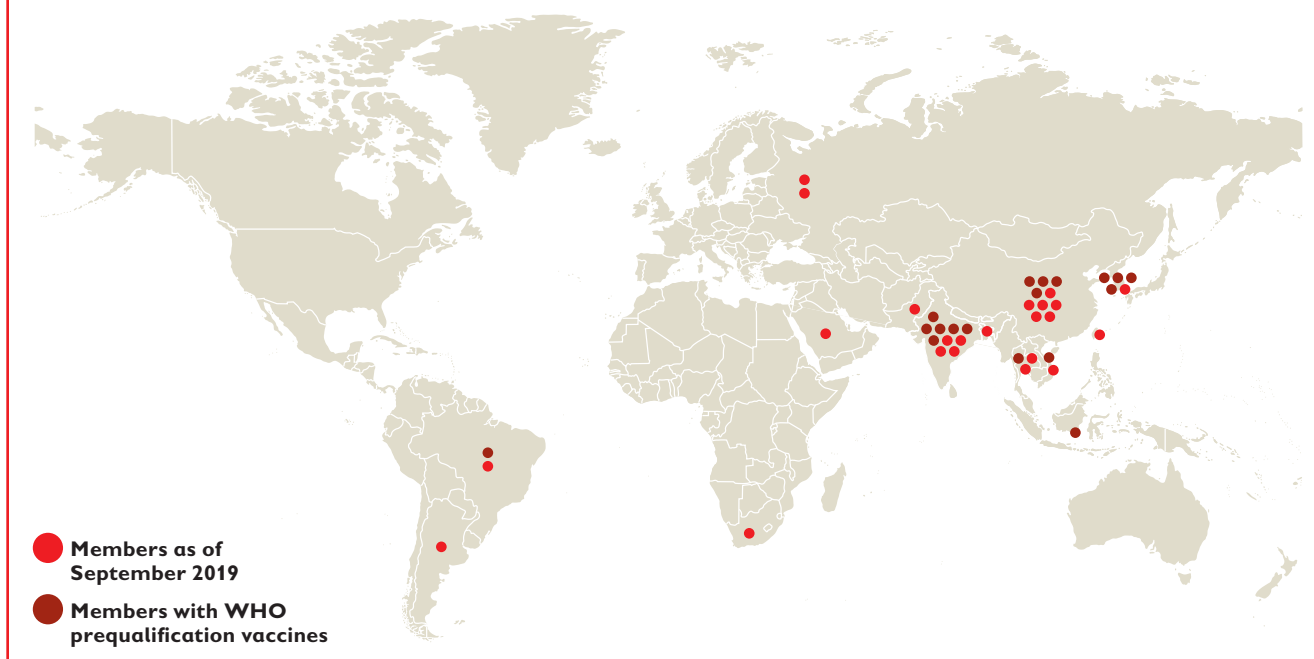 Members as of
September 2019
Members with WHO
prequalification vaccines